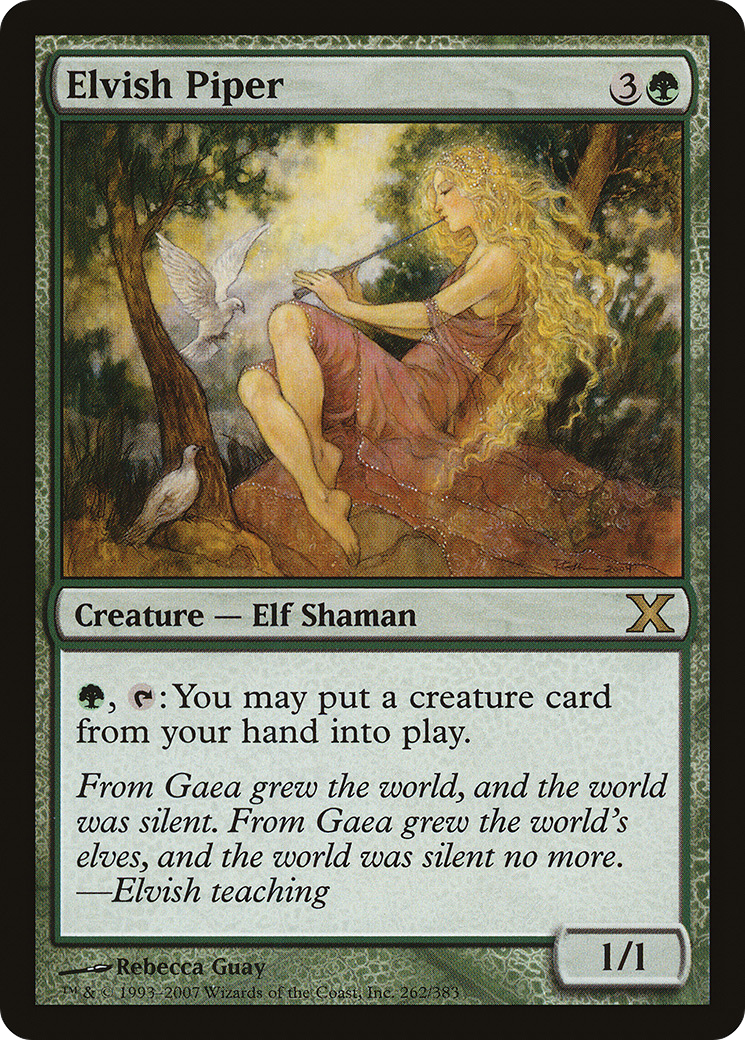 Elvish Piper 3
Creature — Elf Shaman X
, : You may put a creature card
from your hand into play.
From Gaea grew the world, and the world
was silent. From Gaea grew the world's
elves, and the world was silent no more.
—Elvish teaching
1/1
Rebecca Guay
™ & © 1993–2007 Wizards of the Coast, Inc. 262/383